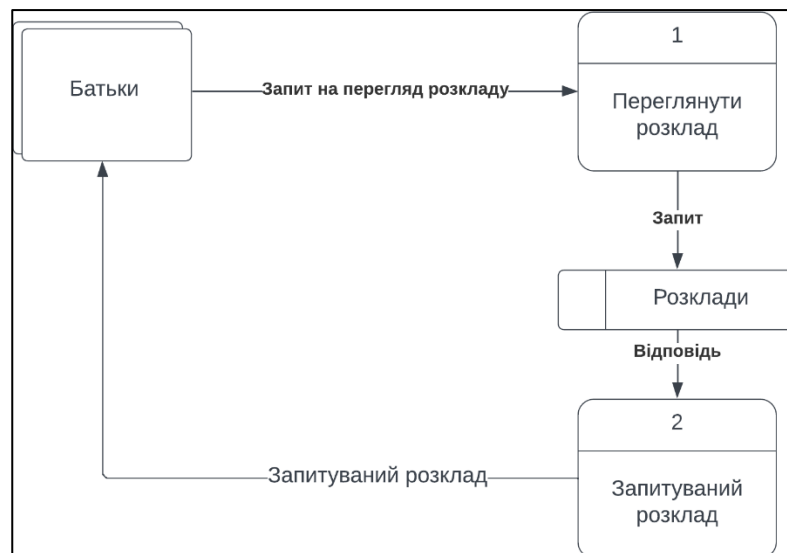 Батьки
Запит на перегляд розкладу
1
Переглянути
розклад
Запит
Розклади
Відповідь
2
Запитуваний
розклад
Запитуваний розклад